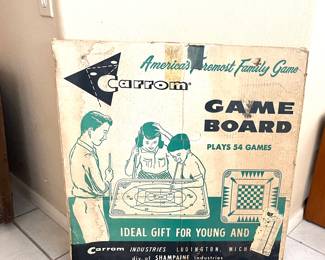 America's Foremost Family Game
Carrom
GAME
BOARD
PLAYS 54 GAMES
IDEAL GIFT FOR YOUNG AND
Carrom INDUSTRIES LUDINGTON, MICH
div. of SHAMPAINE industries